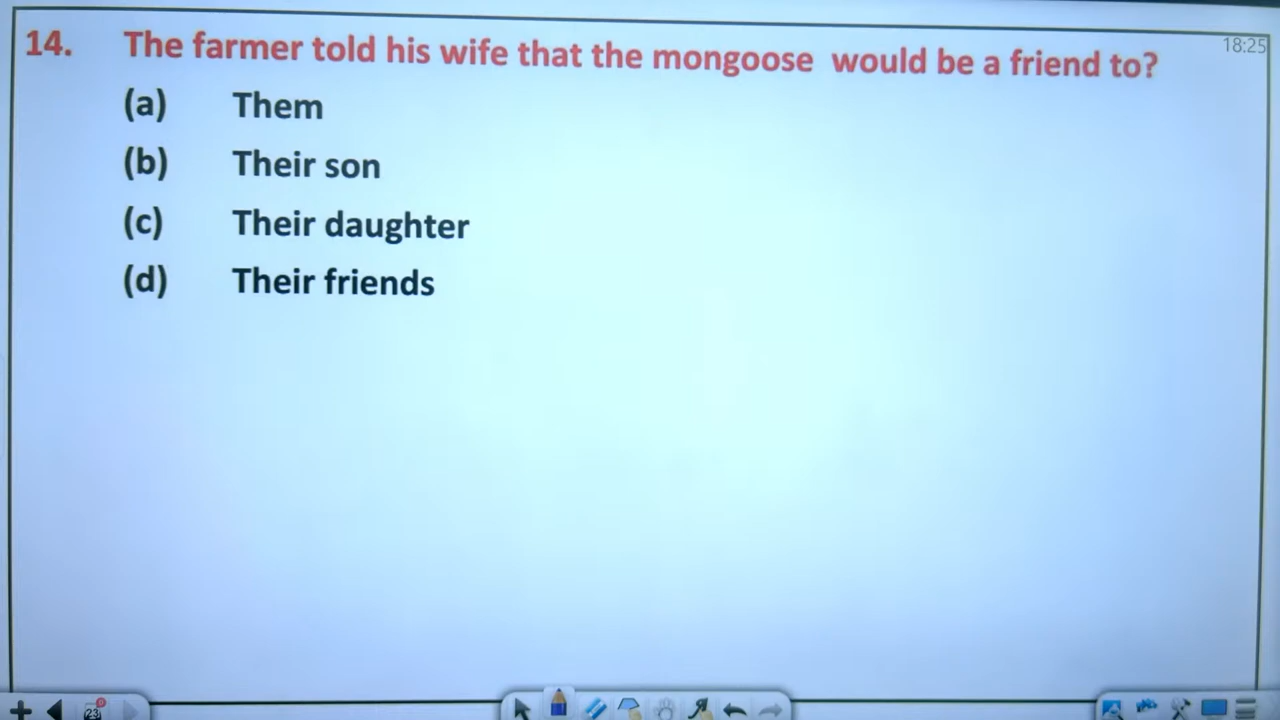 18:25
14. The farmer told his wife that the mongoose would be a friend to?
(a) Them
(b) Their son
(c) Their daughter
(d) Their friends
23